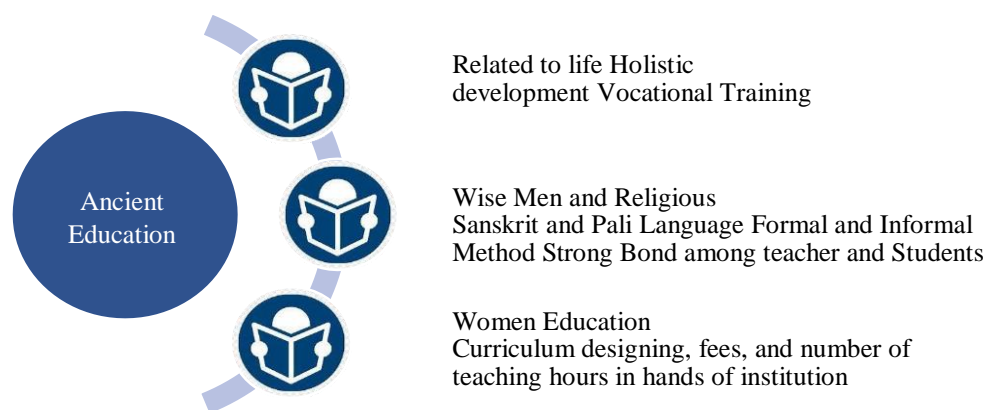 Ancient
Education
Related to life Holistic
development Vocational Training
Wise Men and Religious
Sanskrit and Pali Language Formal and Informal
Method Strong Bond among teacher and Students
Women Education
Curriculum designing, fees, and number of
teaching hours in hands of institution